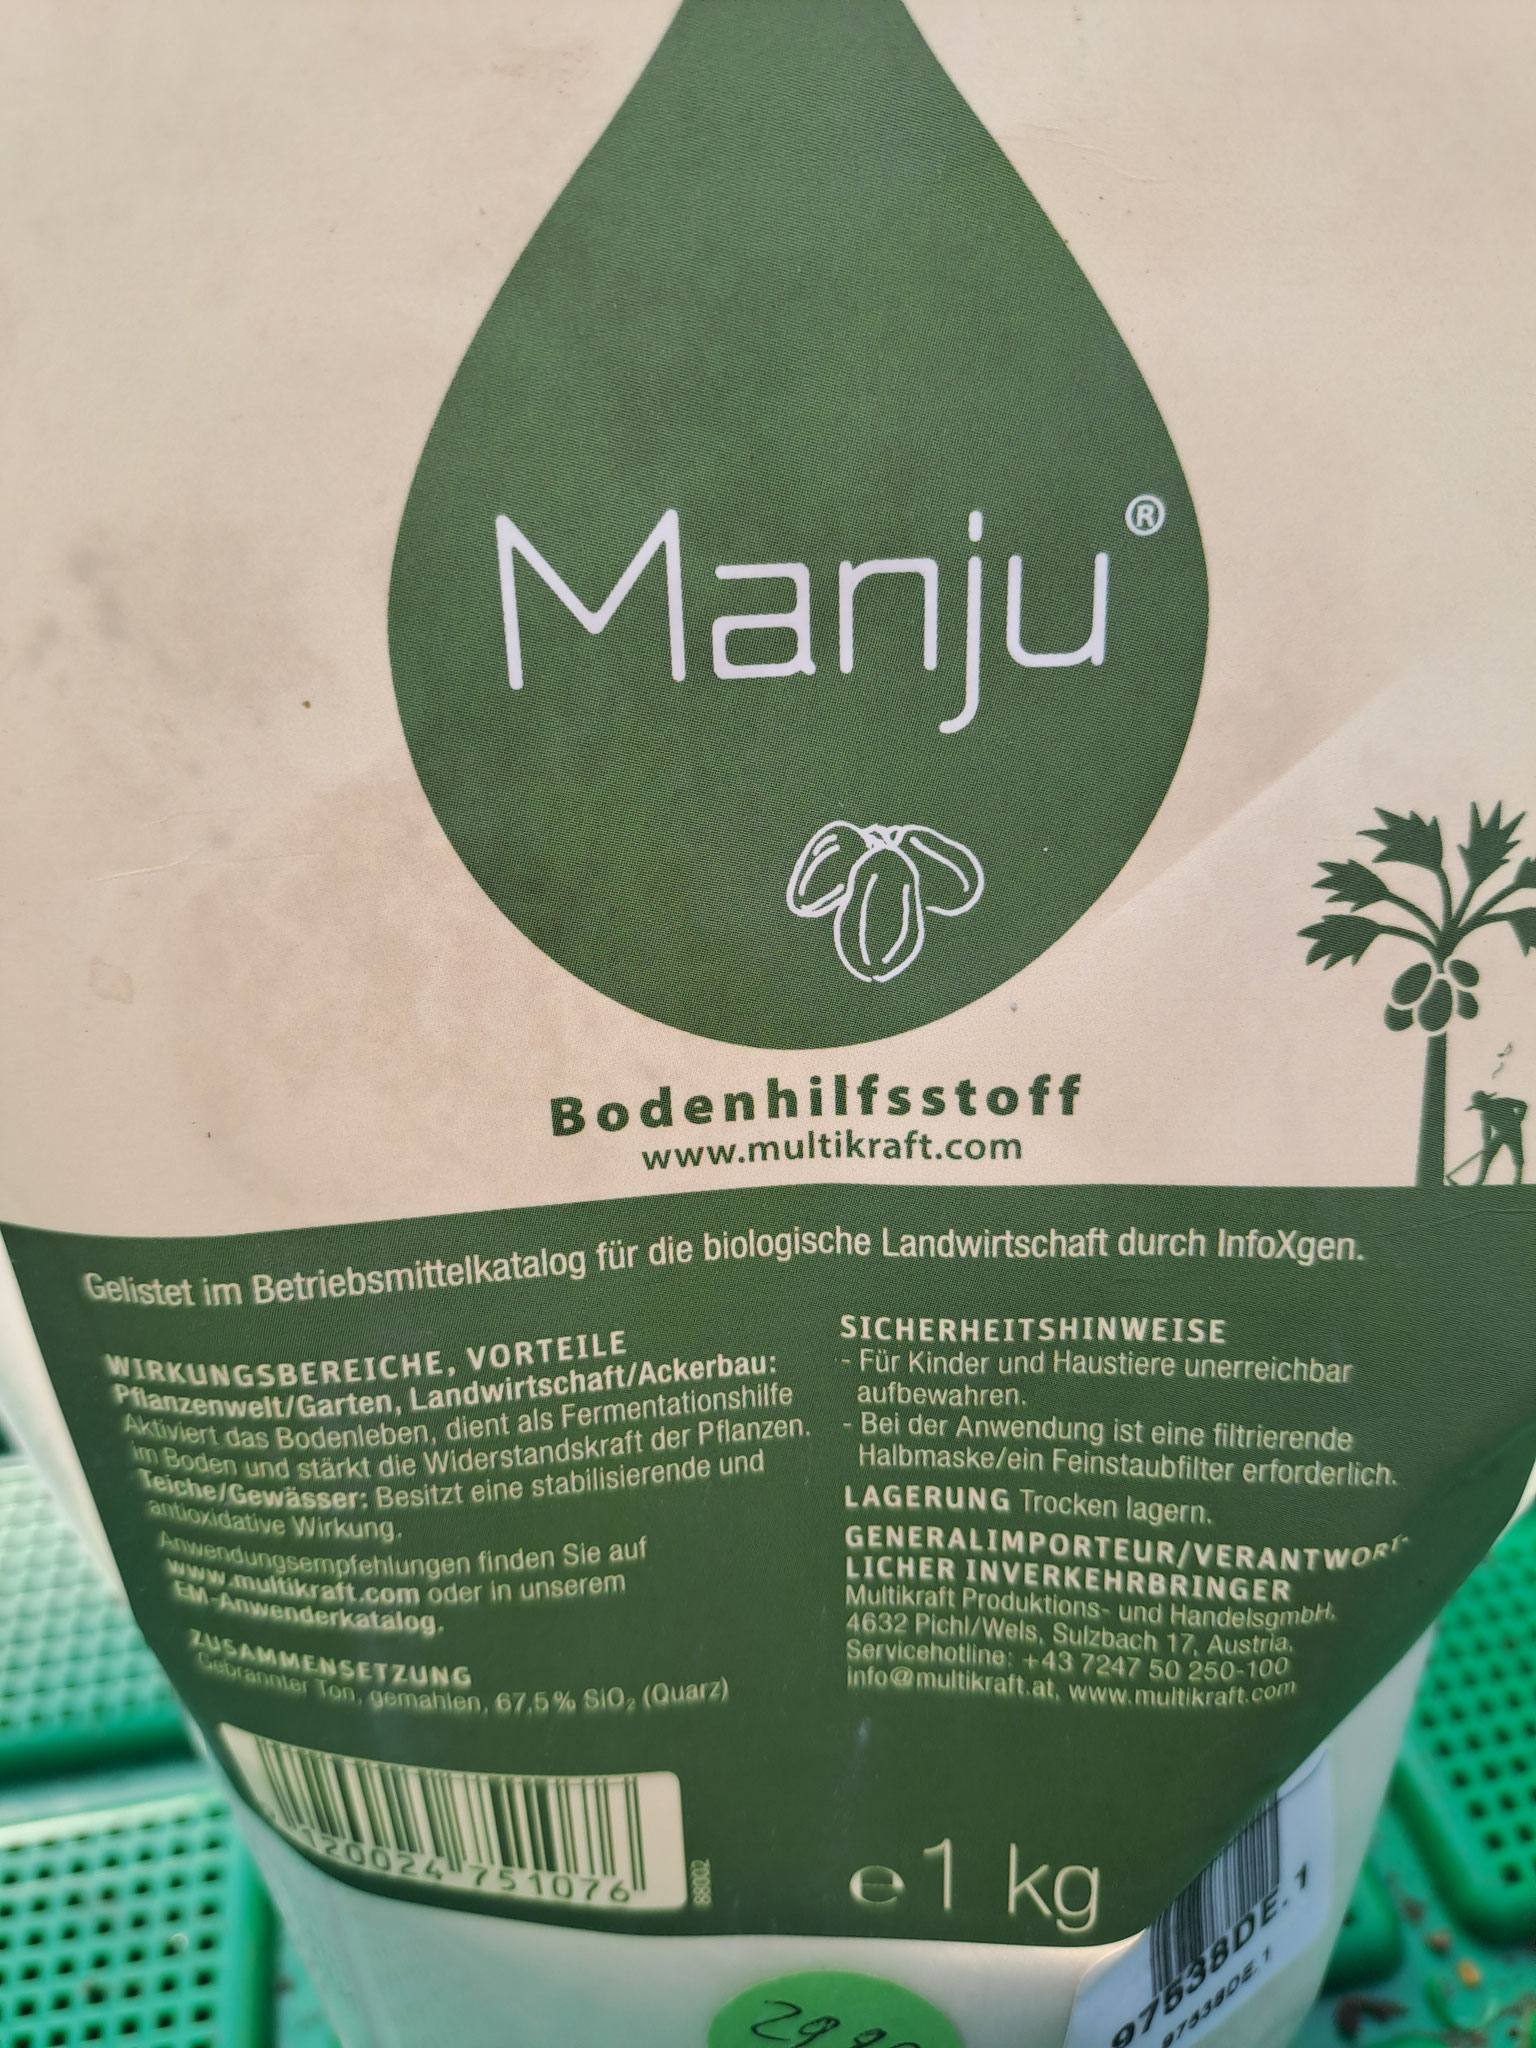 Manju®
Bodenhilfsstoff
www.multikraft.com
Gelistet im Betriebsmittelkatalog für die biologische Landwirtschaft durch InfoXgen.
WIRKUNGSBEREICHE, VORTEILE
Pflanzenwelt/Garten, Landwirtschaft/Ackerbau:
Aktiviert das Bodenleben, dient als Fermentationshilfe
im Boden und stärkt die Widerstandskraft der Pflanzen.
Teiche/Gewässer: Besitzt eine stabilisierende und
antioxidative Wirkung.
Anwendungsempfehlungen finden Sie auf
www.multikraft.com oder in unserem
EM-Anwenderkatalog.
ZUSAMMENSETZUNG
Gebrannter Ton, gemahlen, 67,5% SiO₂ (Quarz)
SICHERHEITSHINWEISE
- Für Kinder und Haustiere unerreichbar
aufbewahren.
- Bei der Anwendung ist eine filtrierende
Halbmaske/ein Feinstaubfilter erforderlich.
LAGERUNG Trocken lagern.
GENERALIMPORTEUR/VERANTWORT-
LICHER INVERKEHRBRINGER
Multikraft Produktions- und HandelsgmbH.
4632 Pichl/Wels, Sulzbach 17, Austria,
Servicehotline: +43 7247 50 250-100
info@multikraft.at, www.multikraft.com
120024 751076
88002
e 1 kg
97538DE.1
97538DE.1